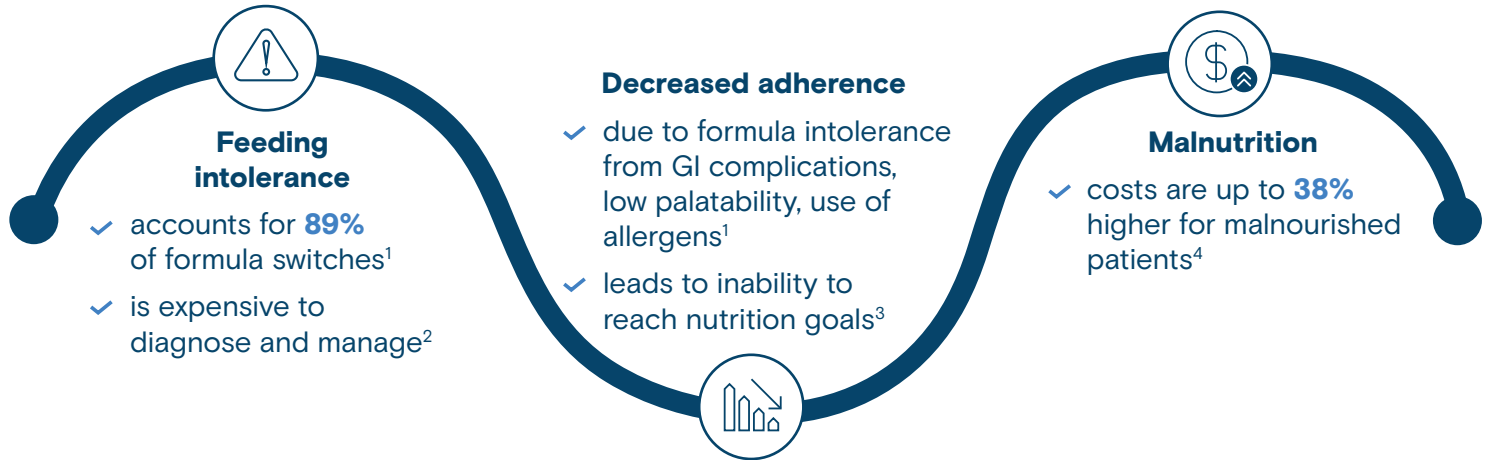 Feeding
intolerance
accounts for 89%
of formula switches¹
is expensive to
diagnose and manage²
Decreased adherence
due to formula intolerance
from GI complications,
low palatability, use of
allergens¹
leads to inability to
reach nutrition goals³
$
Malnutrition
costs are up to 38%
higher for malnourished
patients⁴